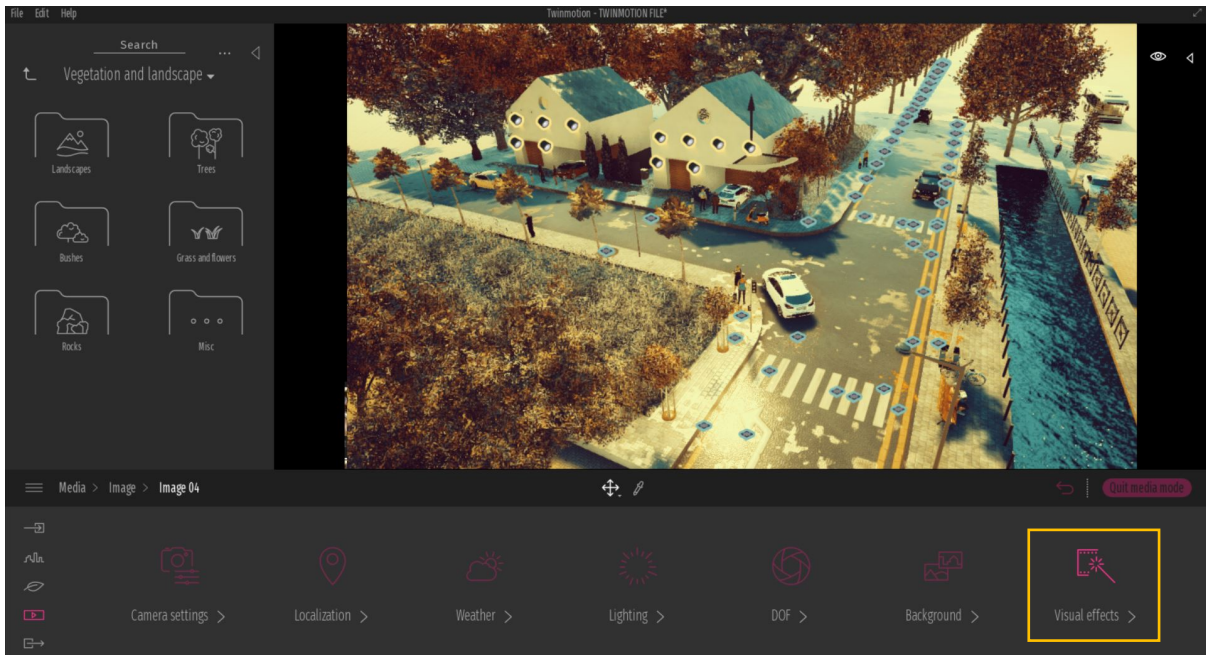 File Edit Help
Twinmotion - TWINMOTION FILE*
Search ...
Vegetation and landscape
Landscapes
Trees
Bushes
Grass and flowers
Rocks
Misc
Media > Image > Image 04
Quit media mode
Camera settings >
Localization >
Weather >
Lighting >
DOF >
Background >
Visual effects >